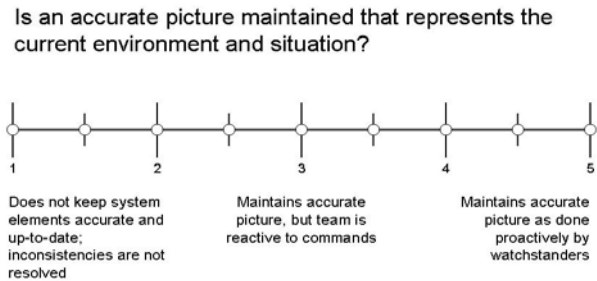 Is an accurate picture maintained that represents the
current environment and situation?
1 2 3 4 5
Does not keep system
elements accurate and
up-to-date;
inconsistencies are not
resolved
Maintains accurate
picture, but team is
reactive to commands
Maintains accurate
picture as done
proactively by
watchstanders